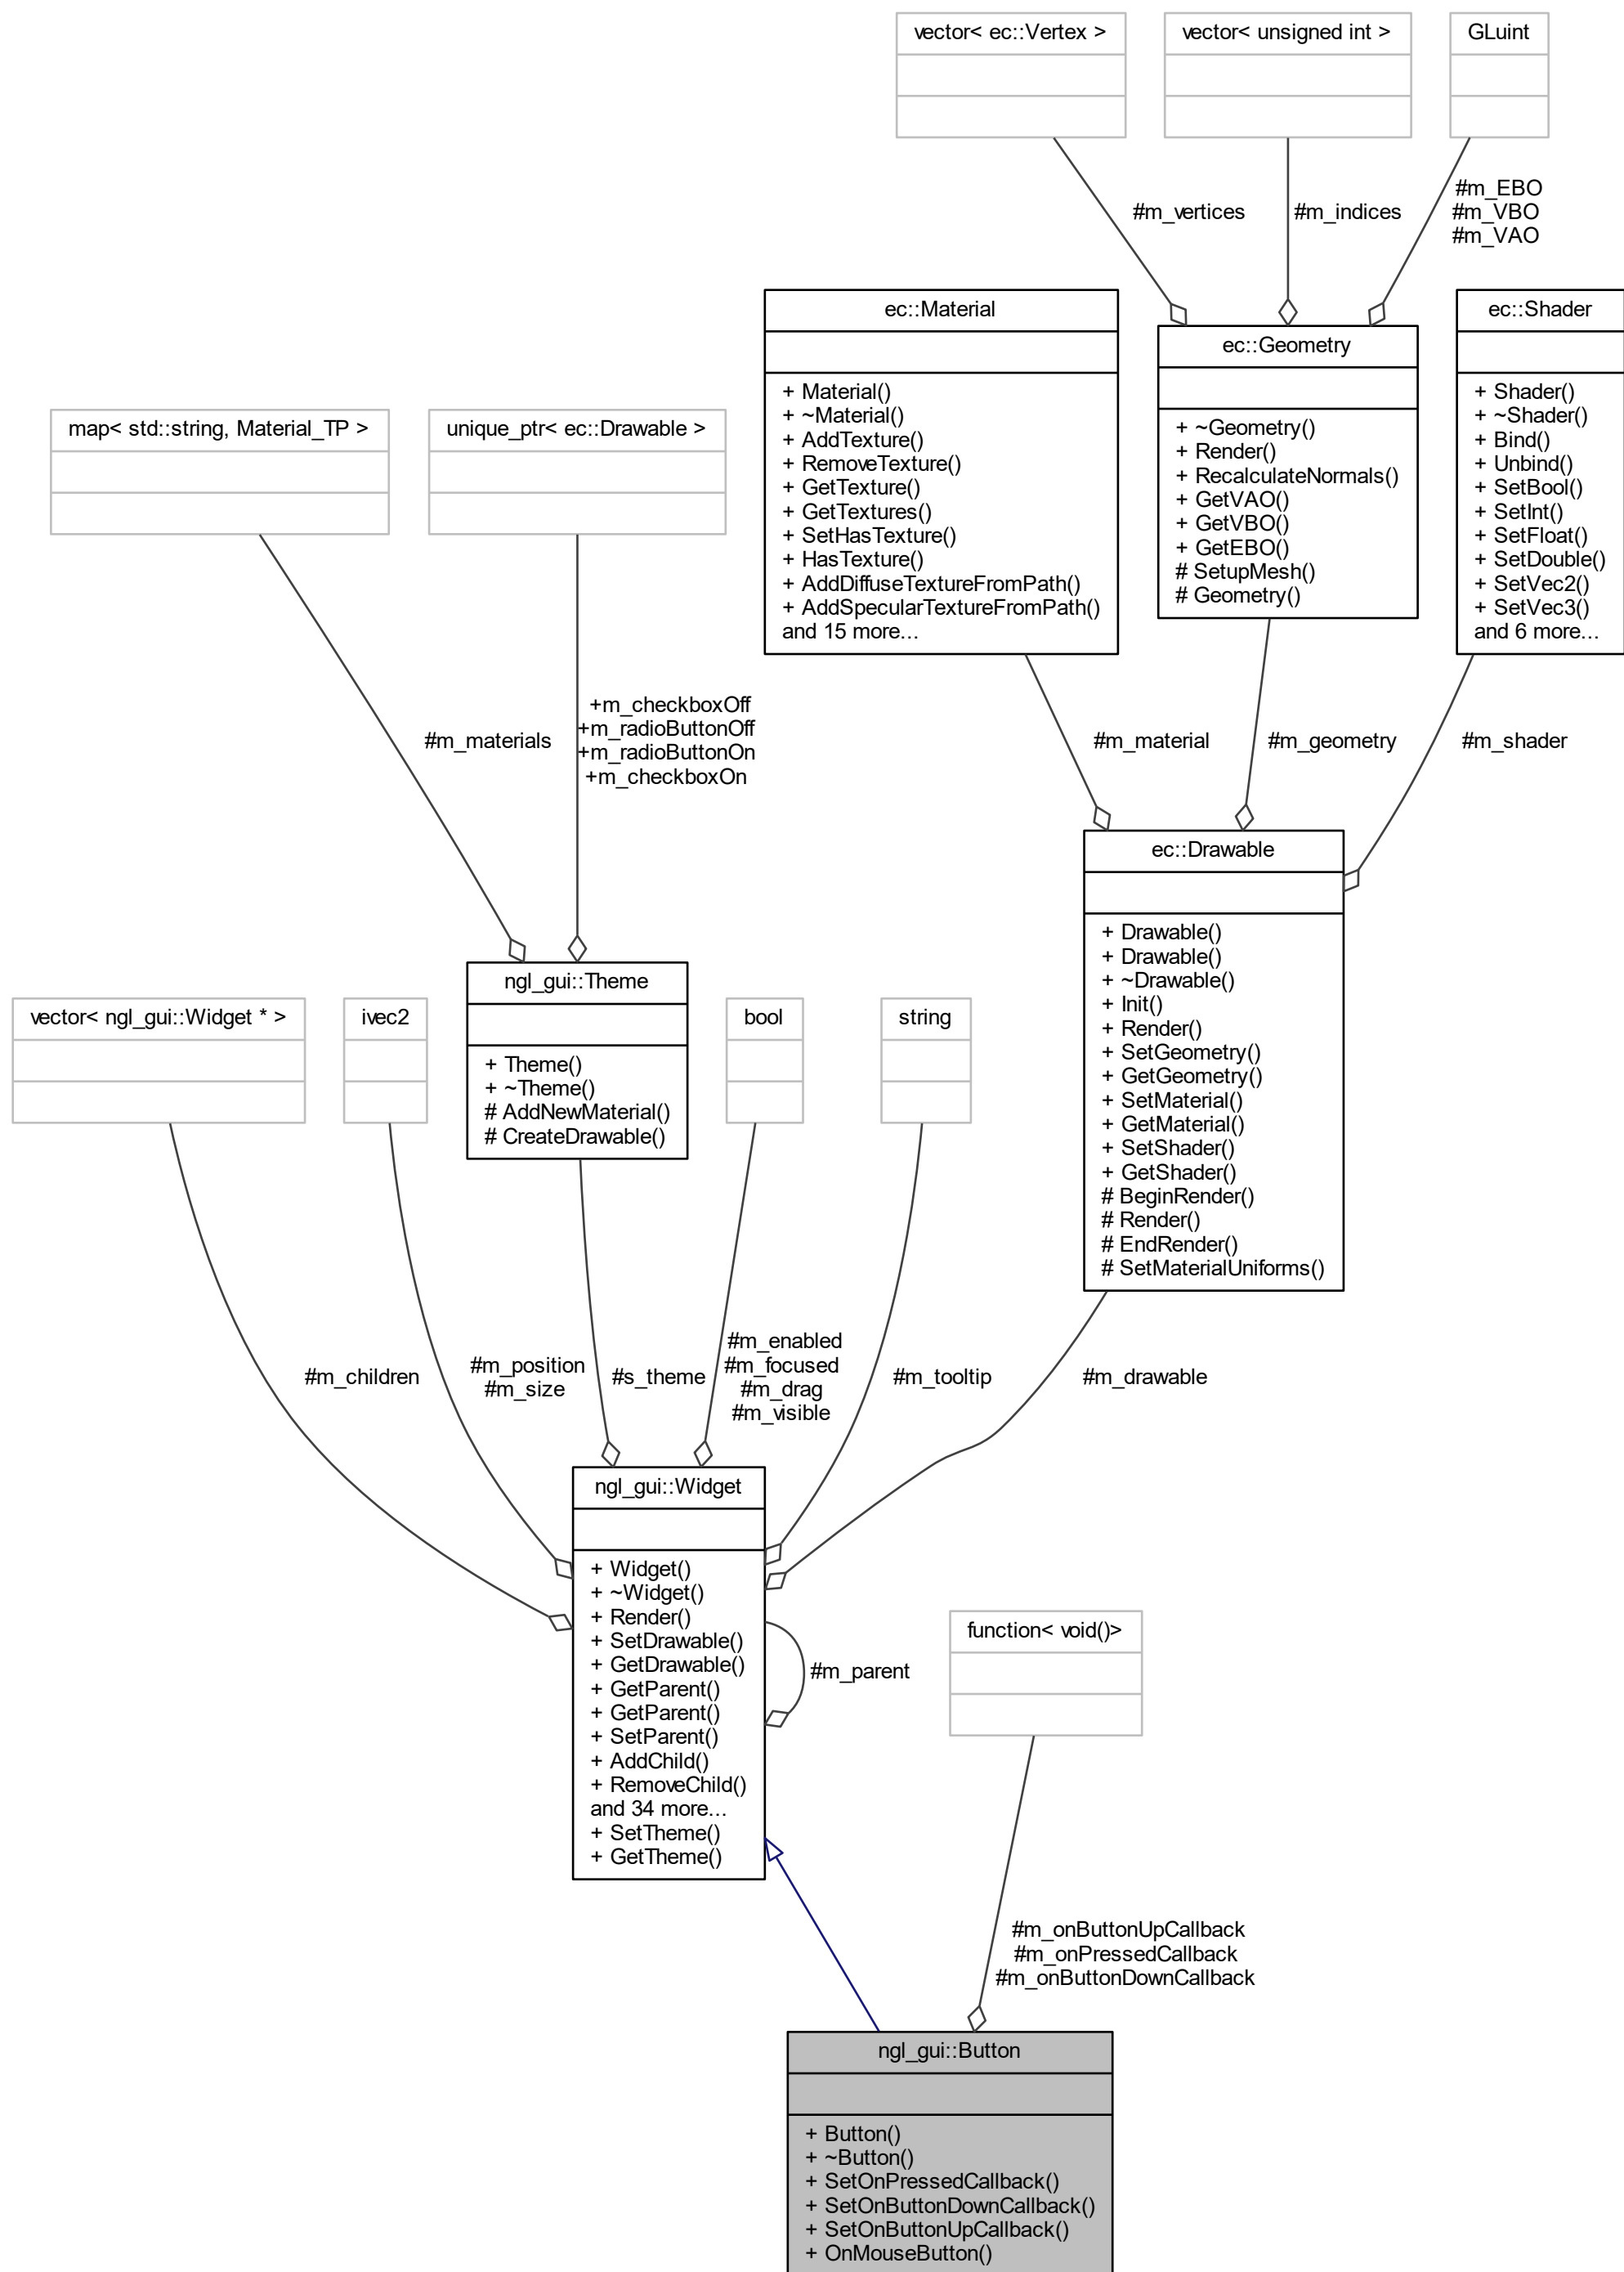 vector< ec::Vertex >
vector< unsigned int >
GLuint
#m_vertices
#m_indices
#m_EBO
#m_VBO
#m_VAO
ec::Material
+ Material()
+ ~Material()
+ AddTexture()
+ RemoveTexture()
+ GetTexture()
+ GetTextures()
+ SetHasTexture()
+ HasTexture()
+ AddDiffuseTextureFromPath()
+ AddSpecularTextureFromPath()
and 15 more...
ec::Geometry
+ ~Geometry()
+ Render()
+ RecalculateNormals()
+ GetVAO()
+ GetVBO()
+ GetEBO()
# SetupMesh()
# Geometry()
ec::Shader
+ Shader()
+ ~Shader()
+ Bind()
+ Unbind()
+ SetBool()
+ SetInt()
+ SetFloat()
+ SetDouble()
+ SetVec2()
+ SetVec3()
and 6 more...
map< std::string, Material_TP >
unique_ptr< ec::Drawable >
#m_materials
+m_checkboxOff
+m_radioButtonOff
+m_radioButtonOn
+m_checkboxOn
#m_material
#m_geometry
#m_shader
ec::Drawable
+ Drawable()
+ Drawable()
+ ~Drawable()
+ Init()
+ Render()
+ SetGeometry()
+ GetGeometry()
+ SetMaterial()
+ GetMaterial()
+ SetShader()
+ GetShader()
# BeginRender()
# Render()
# EndRender()
# SetMaterialUniforms()
vector< ngl_gui::Widget * >
ivec2
ngl_gui::Theme
+ Theme()
+ ~Theme()
# AddNewMaterial()
# CreateDrawable()
bool
string
#m_children
#m_position
#m_size
#s_theme
#m_enabled
#m_focused
#m_drag
#m_visible
#m_tooltip
#m_drawable
ngl_gui::Widget
+ Widget()
+ ~Widget()
+ Render()
+ SetDrawable()
+ GetDrawable()
+ GetParent()
+ GetParent()
+ SetParent()
+ AddChild()
+ RemoveChild()
and 34 more...
+ SetTheme()
+ GetTheme()
#m_parent
function< void()>
#m_onButtonUpCallback
#m_onPressedCallback
#m_onButtonDownCallback
ngl_gui::Button
+ Button()
+ ~Button()
+ SetOnPressedCallback()
+ SetOnButtonDownCallback()
+ SetOnButtonUpCallback()
+ OnMouseButton()